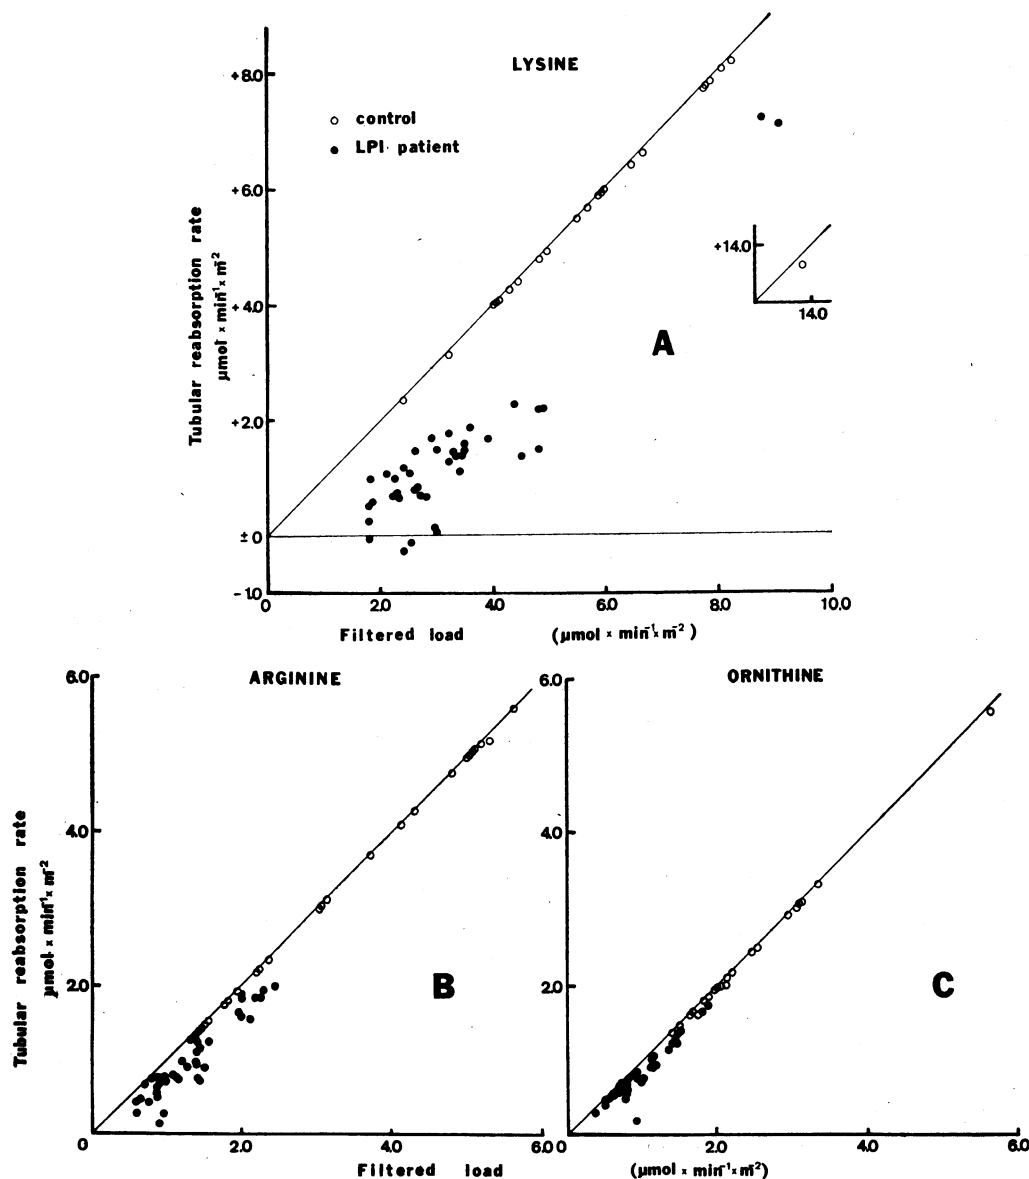 LYSINE
+8.0
+6.0
+4.0
+2.0
± 0
-1.0
control
LPI patient
Tubular reabsorption rate
µmol × min⁻¹ × m⁻²
+14.0
14.0
A
0 2.0 4.0 6.0 8.0 10.0
Filtered load (µmol × min⁻¹ × m⁻²)
ARGININE
6.0
4.0
2.0
0
B
Tubular reabsorption rate
µmol × min⁻¹ × m⁻²
2.0 4.0 6.0
ORNITHINE
6.0
4.0
2.0
C
0 2.0 4.0 6.0
Filtered load (µmol × min⁻¹ × m⁻²)